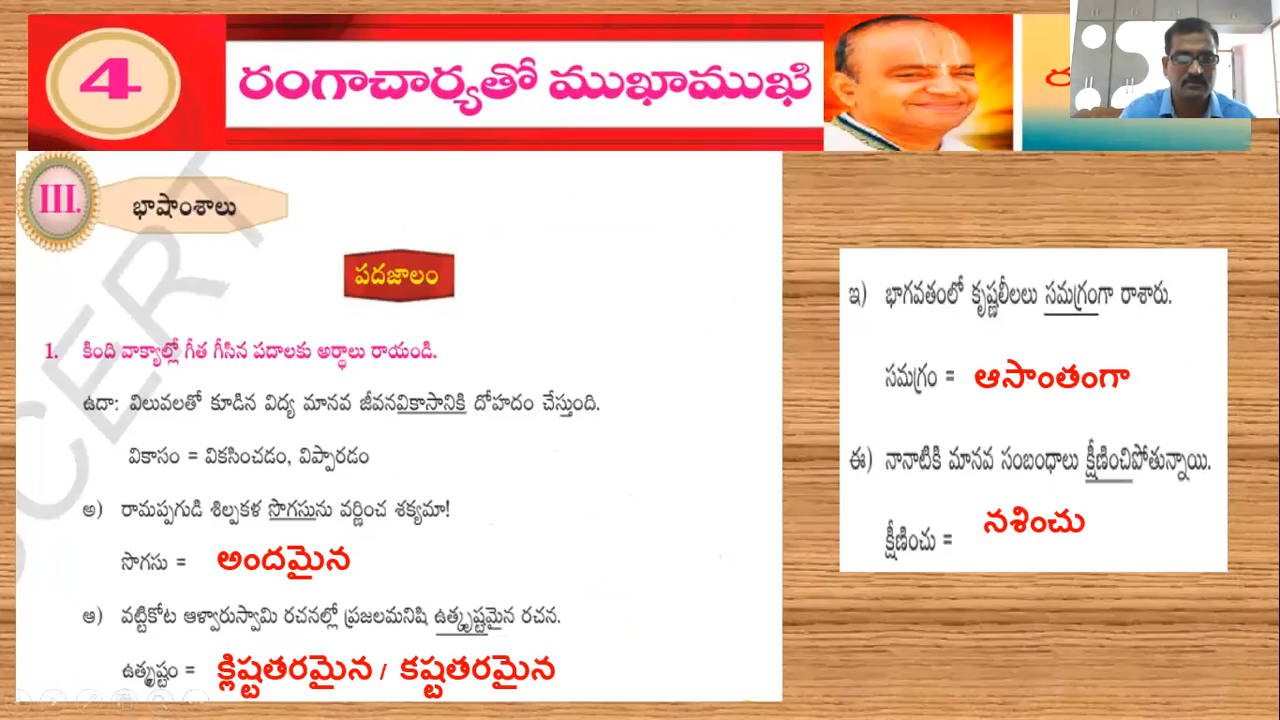 4
రంగాచార్యతో ముఖాముఖి
ర
III.
భాషాంశాలు
పదజాలం
1. కింది వాక్యాల్లో గీత గీసిన పదాలకు అర్థాలు రాయండి.
ఉదా: విలువలతో కూడిన విద్య మానవ జీవనవికాసానికి దోహదం చేస్తుంది.
వికాసం = వికసించడం, విప్పారడం
అ) రామప్పగుడి శిల్పకళ సొగసును వర్ణించ శక్యమా!
సొగసు = అందమైన
ఆ) వట్టికోట ఆళ్వారుస్వామి రచనల్లో ప్రజలమనిషి ఉత్కృష్టమైన రచన.
ఉత్కృష్టం = క్లిష్టతరమైన / కష్టతరమైన
ఇ) భాగవతంలో కృష్ణలీలలు సమగ్రంగా రాశారు.
సమగ్రం = ఆసాంతంగా
ఈ) నానాటికి మానవ సంబంధాలు క్షీణించిపోతున్నాయి.
క్షీణించు = నశించు
CERT